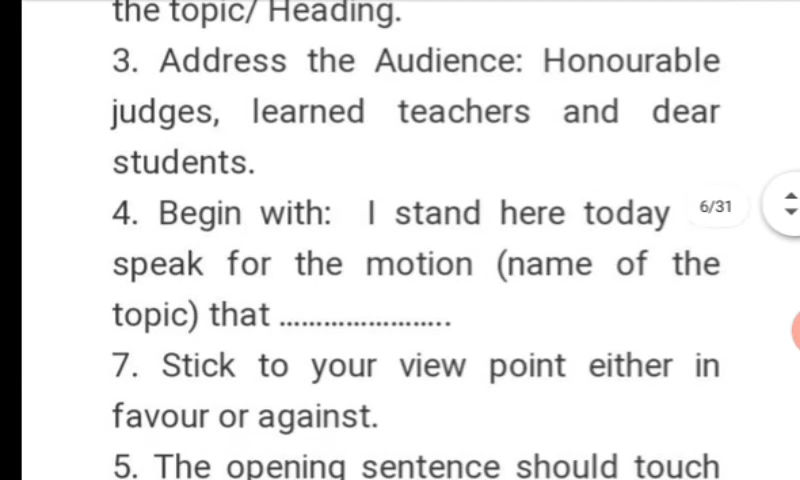 the topic/ Heading.
3. Address the Audience: Honourable
judges, learned teachers and dear
students.
4. Begin with: I stand here today
6/31
speak for the motion (name of the
topic) that ........................
7. Stick to your view point either in
favour or against.
5. The opening sentence should touch